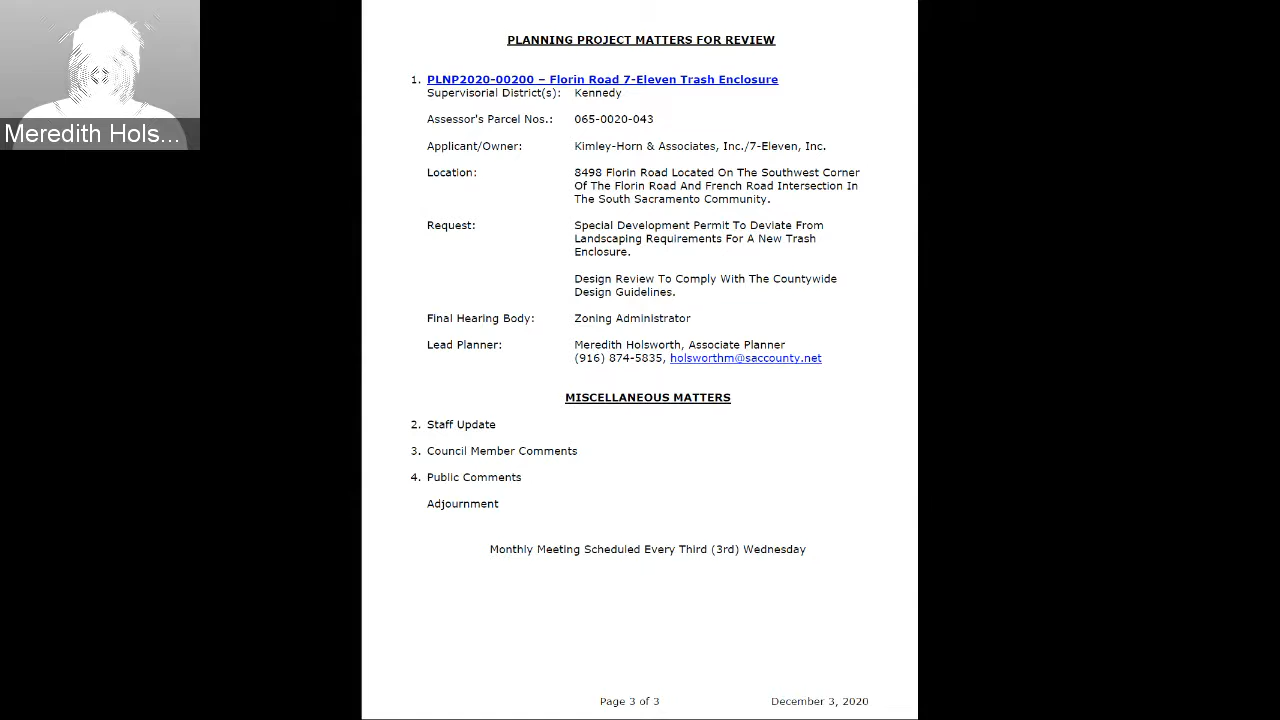 PLANNING PROJECT MATTERS FOR REVIEW
1. PLNP2020-00200 – Florin Road 7-Eleven Trash Enclosure
Supervisorial District(s): Kennedy
Assessor's Parcel Nos.: 065-0020-043
Applicant/Owner: Kimley-Horn & Associates, Inc./7-Eleven, Inc.
Location: 8498 Florin Road Located On The Southwest Corner
Of The Florin Road And French Road Intersection In
The South Sacramento Community.
Request: Special Development Permit To Deviate From
Landscaping Requirements For A New Trash
Enclosure.
Design Review To Comply With The Countywide
Design Guidelines.
Final Hearing Body: Zoning Administrator
Lead Planner: Meredith Holsworth, Associate Planner
(916) 874-5835, holsworthm@saccounty.net
MISCELLANEOUS MATTERS
2. Staff Update
3. Council Member Comments
4. Public Comments
Adjournment
Monthly Meeting Scheduled Every Third (3rd) Wednesday
Page 3 of 3 December 3, 2020
Meredith Hols...